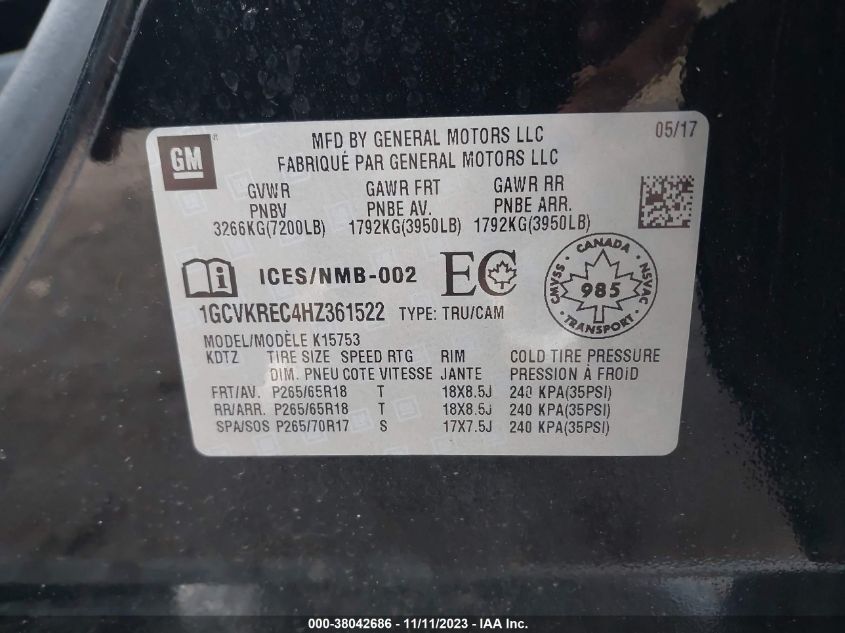 GM
MFD BY GENERAL MOTORS LLC
05/17
FABRIQUÉ PAR GENERAL MOTORS LLC
GVWR GAWR FRT GAWR RR
PNBV PNBE AV. PNBE ARR.
3266KG(7200LB) 1792KG(3950LB) 1792KG(3950LB)
ICES/NMB-002 EC
CANADA
CMVSS 985 NSVAC
TRANSPORT
1GCVKREC4HZ361522 TYPE: TRU/CAM
MODEL/MODÈLE K15753
KDTZ TIRE SIZE SPEED RTG RIM COLD TIRE PRESSURE
DIM. PNEU COTE VITESSE JANTE PRESSION À FROID
FRT/AV. P265/65R18 T 18X8.5J 240 KPA(35PSI)
RR/ARR. P265/65R18 T 18X8.5J 240 KPA(35PSI)
SPA/SOS P265/70R17 S 17X7.5J 240 KPA(35PSI)
000-38042686 - 11/11/2023 - IAA Inc.